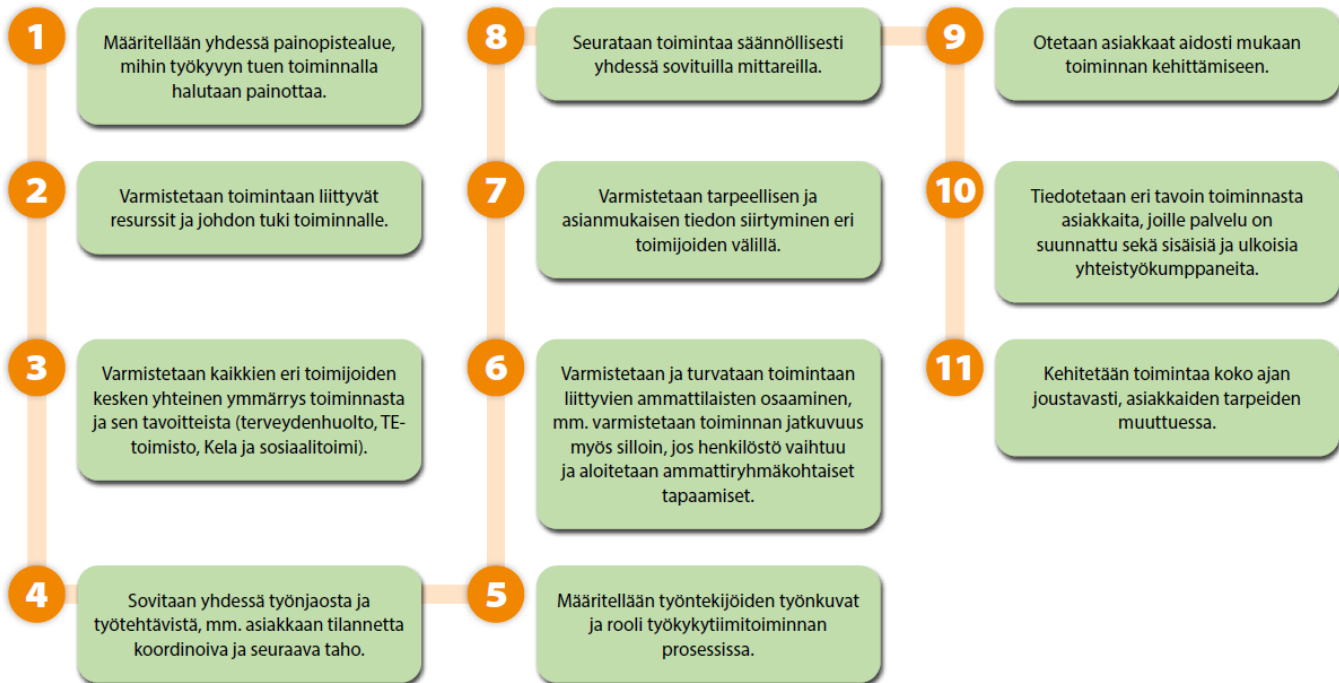 1
Määritellään yhdessä painopistealue,
mihin työkyvyn tuen toiminnalla
halutaan painottaa.
2
Varmistetaan toimintaan liittyvät
resurssit ja johdon tuki toiminnalle.
3
Varmistetaan kaikkien eri toimijoiden
kesken yhteinen ymmärrys toiminnasta
ja sen tavoitteista (terveydenhuolto, TE-
toimisto, Kela ja sosiaalitoimi).
4
Sovitaan yhdessä työnjaosta ja
työtehtävistä, mm. asiakkaan tilannetta
koordinoiva ja seuraava taho.
5
Määritellään työntekijöiden työnkuvat
ja rooli työkykytiimitoiminnan
prosessissa.
6
Varmistetaan ja turvataan toimintaan
liittyvien ammattilaisten osaaminen,
mm. varmistetaan toiminnan jatkuvuus
myös silloin, jos henkilöstö vaihtuu
ja aloitetaan ammattiryhmäkohtaiset
tapaamiset.
7
Varmistetaan tarpeellisen ja
asianmukaisen tiedon siirtyminen eri
toimijoiden välillä.
8
Seurataan toimintaa säännöllisesti
yhdessä sovituilla mittareilla.
9
Otetaan asiakkaat aidosti mukaan
toiminnan kehittämiseen.
10
Tiedotetaan eri tavoin toiminnasta
asiakkaita, joille palvelu on
suunnattu sekä sisäisiä ja ulkoisia
yhteistyökumppaneita.
11
Kehitetään toimintaa koko ajan
joustavasti, asiakkaiden tarpeiden
muuttuessa.